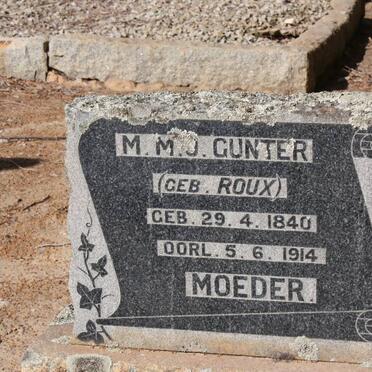 M. M. J. GUNTER
(GEB. ROUX)
GEB. 29. 4. 1840
OORL. 5. 6. 1914
MOEDER.